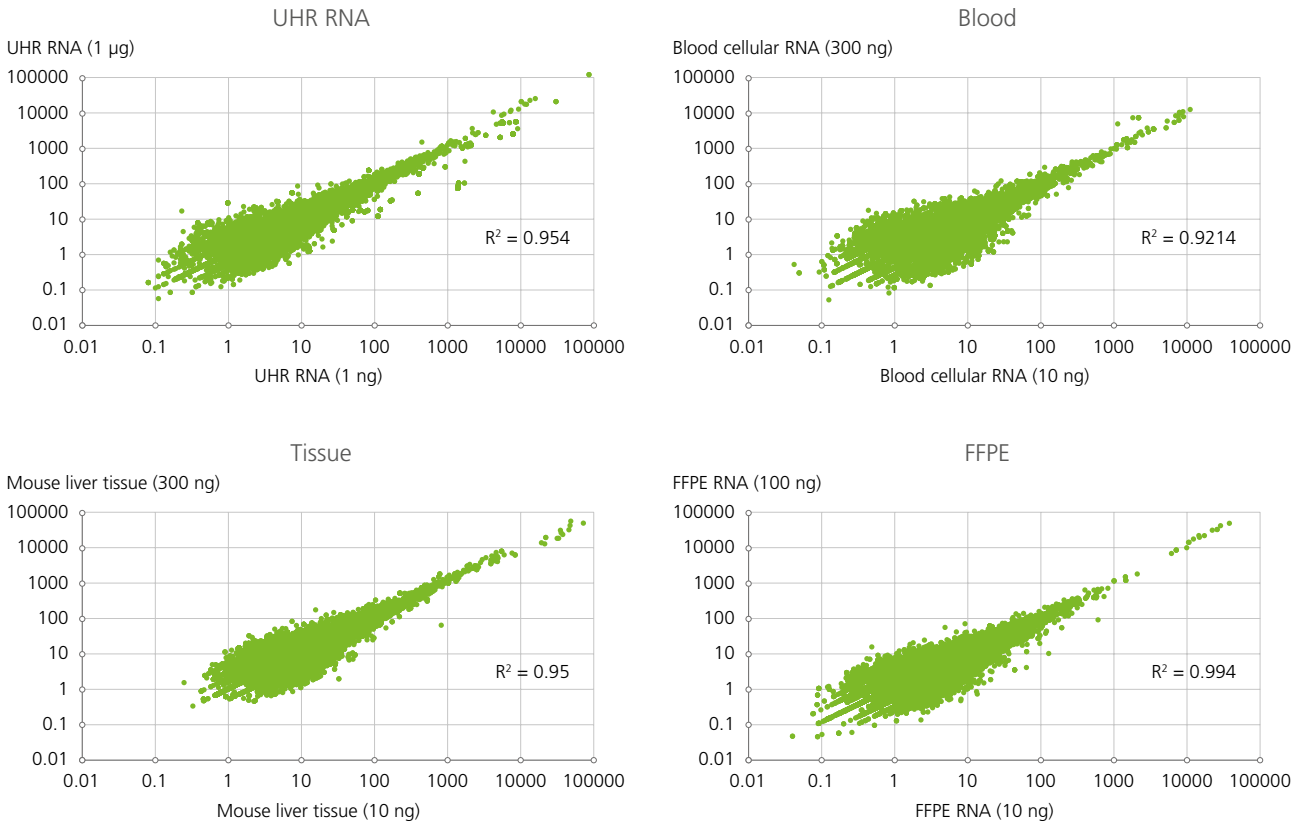 UHR RNA
UHR RNA (1 µg)
100000
10000
1000
100
10
1
0.1
0.01
R² = 0.954
0.01 0.1 1 10 100 1000 10000 100000
UHR RNA (1 ng)
Blood
Blood cellular RNA (300 ng)
100000
10000
1000
100
10
1
0.1
0.01
R² = 0.9214
0.01 0.1 1 10 100 1000 10000 100000
Blood cellular RNA (10 ng)
Tissue
Mouse liver tissue (300 ng)
100000
10000
1000
100
10
1
0.1
0.01
R² = 0.95
0.01 0.1 1 10 100 1000 10000 100000
Mouse liver tissue (10 ng)
FFPE
FFPE RNA (100 ng)
100000
10000
1000
100
10
1
0.1
0.01
R² = 0.994
0.01 0.1 1 10 100 1000 10000 100000
FFPE RNA (10 ng)